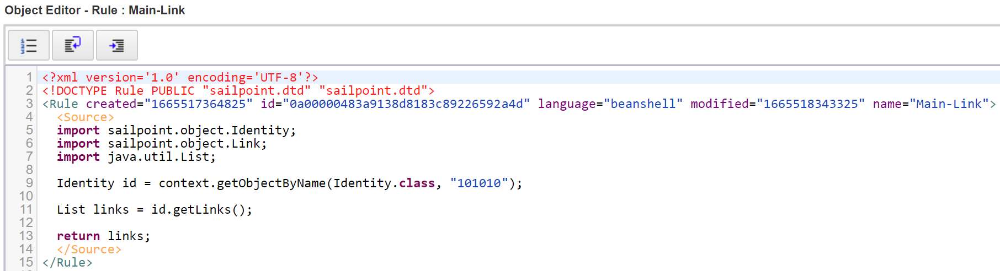 Object Editor - Rule : Main-Link
1 <?xml version='1.0' encoding='UTF-8'?>
2 <!DOCTYPE Rule PUBLIC "sailpoint.dtd" "sailpoint.dtd">
3 <Rule created="1665517364825" id="0a00000483a9138d8183c89226592a4d" language="beanshell" modified="1665518343325" name="Main-Link">
4 <Source>
5 import sailpoint.object.Identity;
6 import sailpoint.object.Link;
7 import java.util.List;
8
9 Identity id = context.getObjectByName(Identity.class, "101010");
10
11 List links = id.getLinks();
12
13 return links;
14 </Source>
15 </Rule>